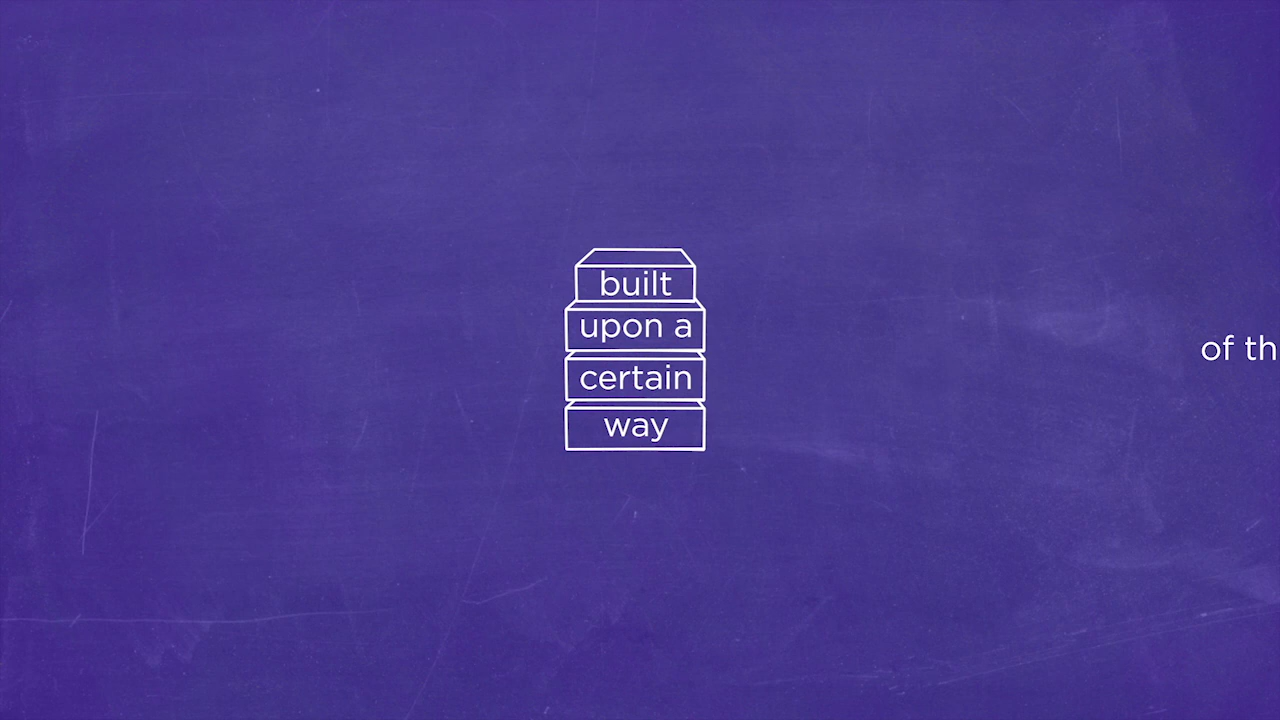 built
upon a
certain
way
of th